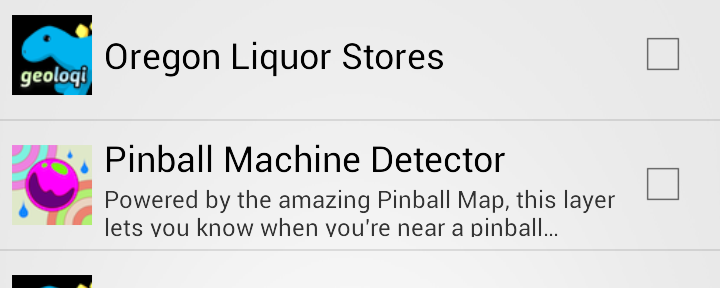 geoloqi
Oregon Liquor Stores
Pinball Machine Detector
Powered by the amazing Pinball Map, this layer
lets you know when you're near a pinball...